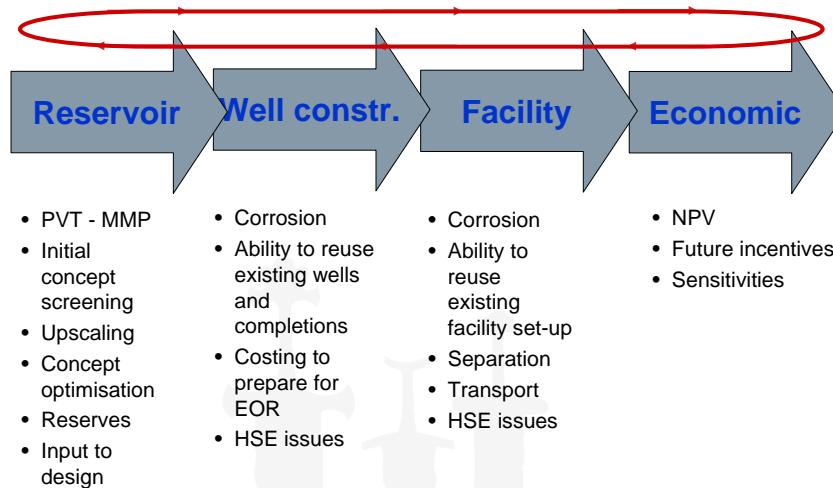 Reservoir
Well constr.
Facility
Economic
• PVT - MMP
• Initial
concept
screening
• Upscaling
• Concept
optimisation
• Reserves
• Input to
design
• Corrosion
• Ability to reuse
existing wells
and
completions
• Costing to
prepare for
EOR
• HSE issues
• Corrosion
• Ability to
reuse
existing
facility set-up
• Separation
• Transport
• HSE issues
• NPV
• Future incentives
• Sensitivities